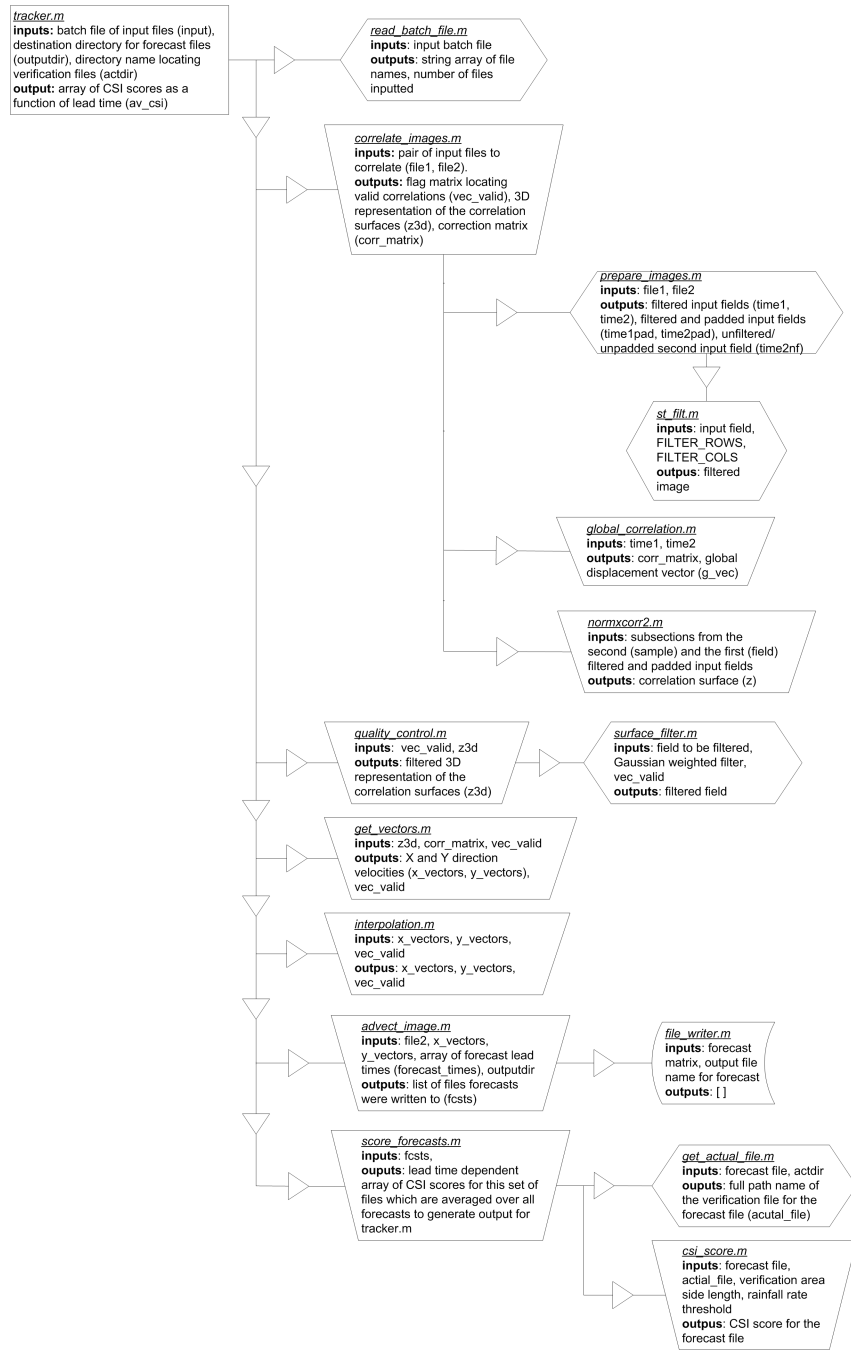 tracker.m
inputs: batch file of input files (input),
destination directory for forecast files
(outputdir), directory name locating
verification files (actdir)
output: array of CSI scores as a
function of lead time (av_csi)
read_batch_file.m
inputs: input batch file
outputs: string array of file
names, number of files
inputted
correlate_images.m
inputs: pair of input files to
correlate (file1, file2).
outputs: flag matrix locating
valid correlations (vec_valid), 3D
representation of the correlation
surfaces (z3d), correction matrix
(corr_matrix)
prepare_images.m
inputs: file1, file2
outputs: filtered input fields (time1,
time2), filtered and padded input fields
(time1pad, time2pad), unfiltered/
unpadded second input field (time2nf)
st_filt.m
inputs: input field,
FILTER_ROWS,
FILTER_COLS
outpus: filtered
image
global_correlation.m
inputs: time1, time2
outputs: corr_matrix, global
displacement vector (g_vec)
normxcorr2.m
inputs: subsections from the
second (sample) and the first (field)
filtered and padded input fields
outputs: correlation surface (z)
quality_control.m
inputs: vec_valid, z3d
outputs: filtered 3D
representation of the
correlation surfaces (z3d)
surface_filter.m
inputs: field to be filtered,
Gaussian weighted filter,
vec_valid
outputs: filtered field
get_vectors.m
inputs: z3d, corr_matrix, vec_valid
outputs: X and Y direction
velocities (x_vectors, y_vectors),
vec_valid
interpolation.m
inputs: x_vectors, y_vectors,
vec_valid
outpus: x_vectors, y_vectors,
vec_valid
advect_image.m
inputs: file2, x_vectors,
y_vectors, array of forecast lead
times (forecast_times), outputdir
outputs: list of files forecasts
were written to (fcsts)
file_writer.m
inputs: forecast
matrix, output file
name for forecast
outputs: [ ]
score_forecasts.m
inputs: fcsts,
ouputs: lead time dependent
array of CSI scores for this set of
files which are averaged over all
forecasts to generate output for
tracker.m
get_actual_file.m
inputs: forecast file, actdir
ouputs: full path name of
the verification file for the
forecast file (acutal_file)
csi_score.m
inputs: forecast file,
actial_file, verification area
side length, rainfall rate
threshold
outpus: CSI score for the
forecast file